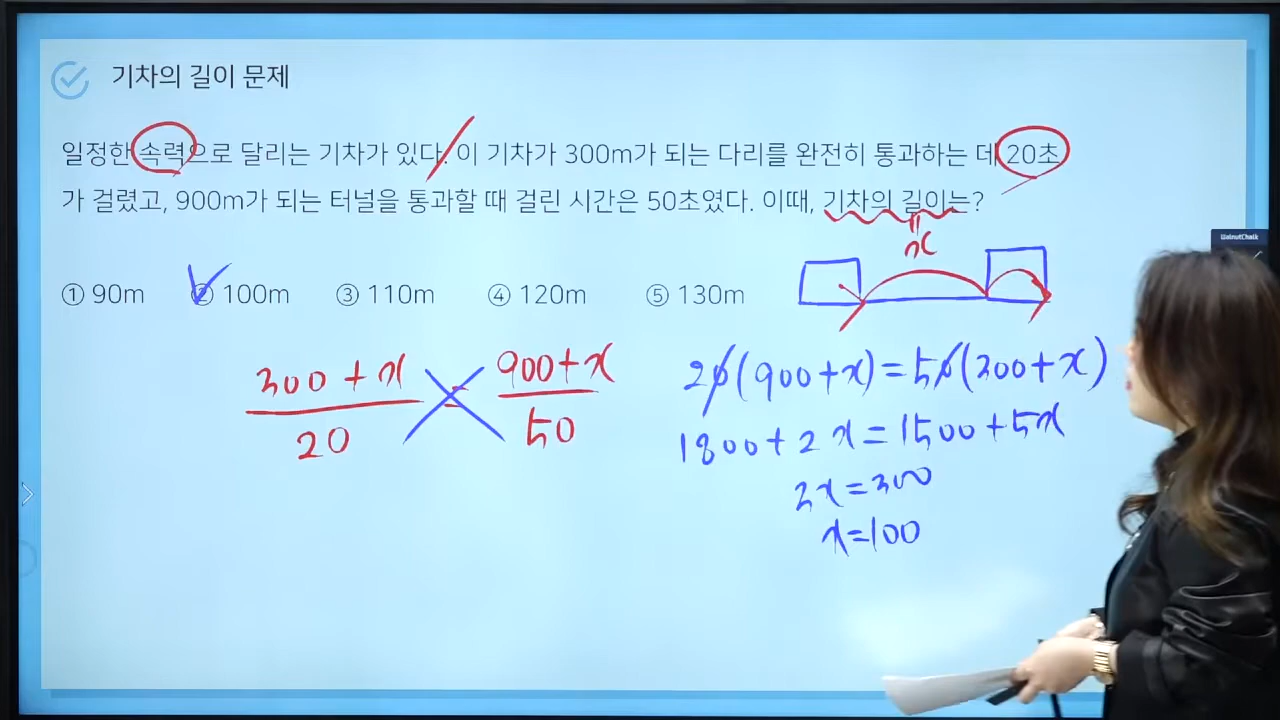 기차의 길이 문제
일정한 속력으로 달리는 기차가 있다. 이 기차가 300m가 되는 다리를 완전히 통과하는 데 20초
가 걸렸고, 900m가 되는 터널을 통과할 때 걸린 시간은 50초였다. 이때, 기차의 길이는?
x
WalnutChalk
① 90m ② 100m ③ 110m ④ 120m ⑤ 130m
300+x/20 = 900+x/50
20(900+x)=50(300+x)
1800+2x=1500+5x
3x=300
x=100